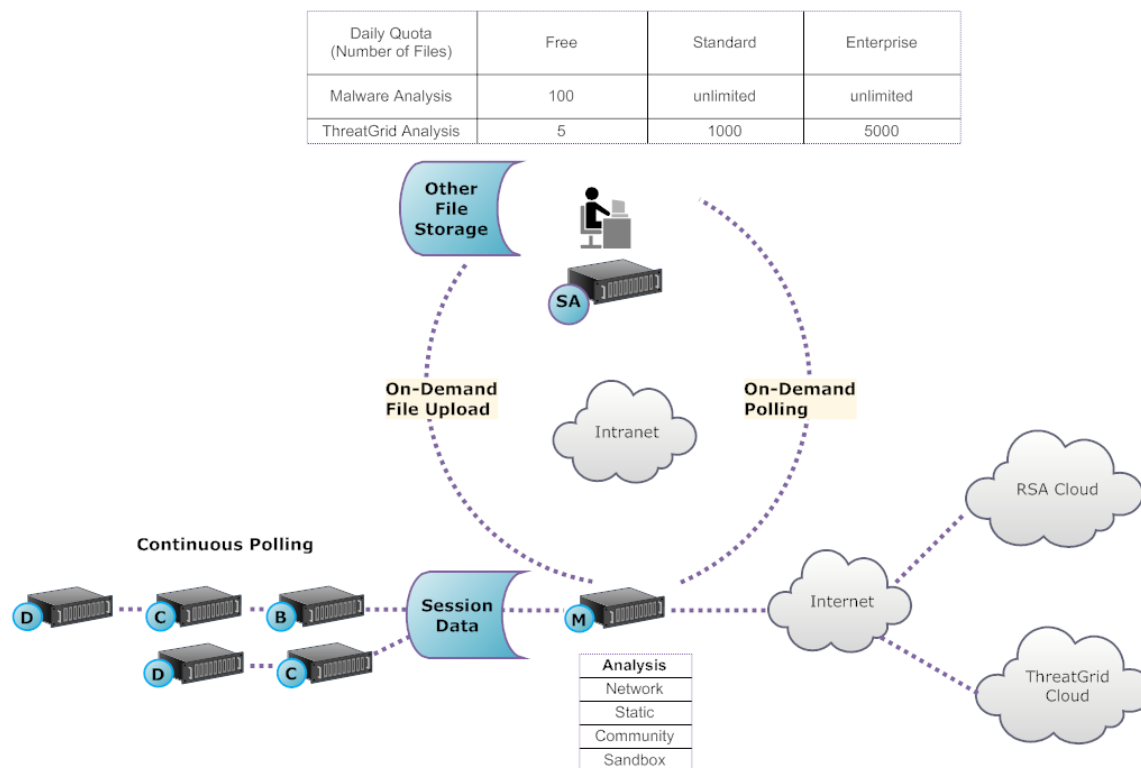 Daily Quota
(Number of Files)
Free
Standard
Enterprise
Malware Analysis
100
unlimited
unlimited
ThreatGrid Analysis
5
1000
5000
Other
File
Storage
SA
On-Demand
File Upload
On-Demand
Polling
Intranet
RSA Cloud
Continuous Polling
D
C
B
Session
Data
M
Internet
D
C
Analysis
Network
Static
Community
Sandbox
ThreatGrid
Cloud